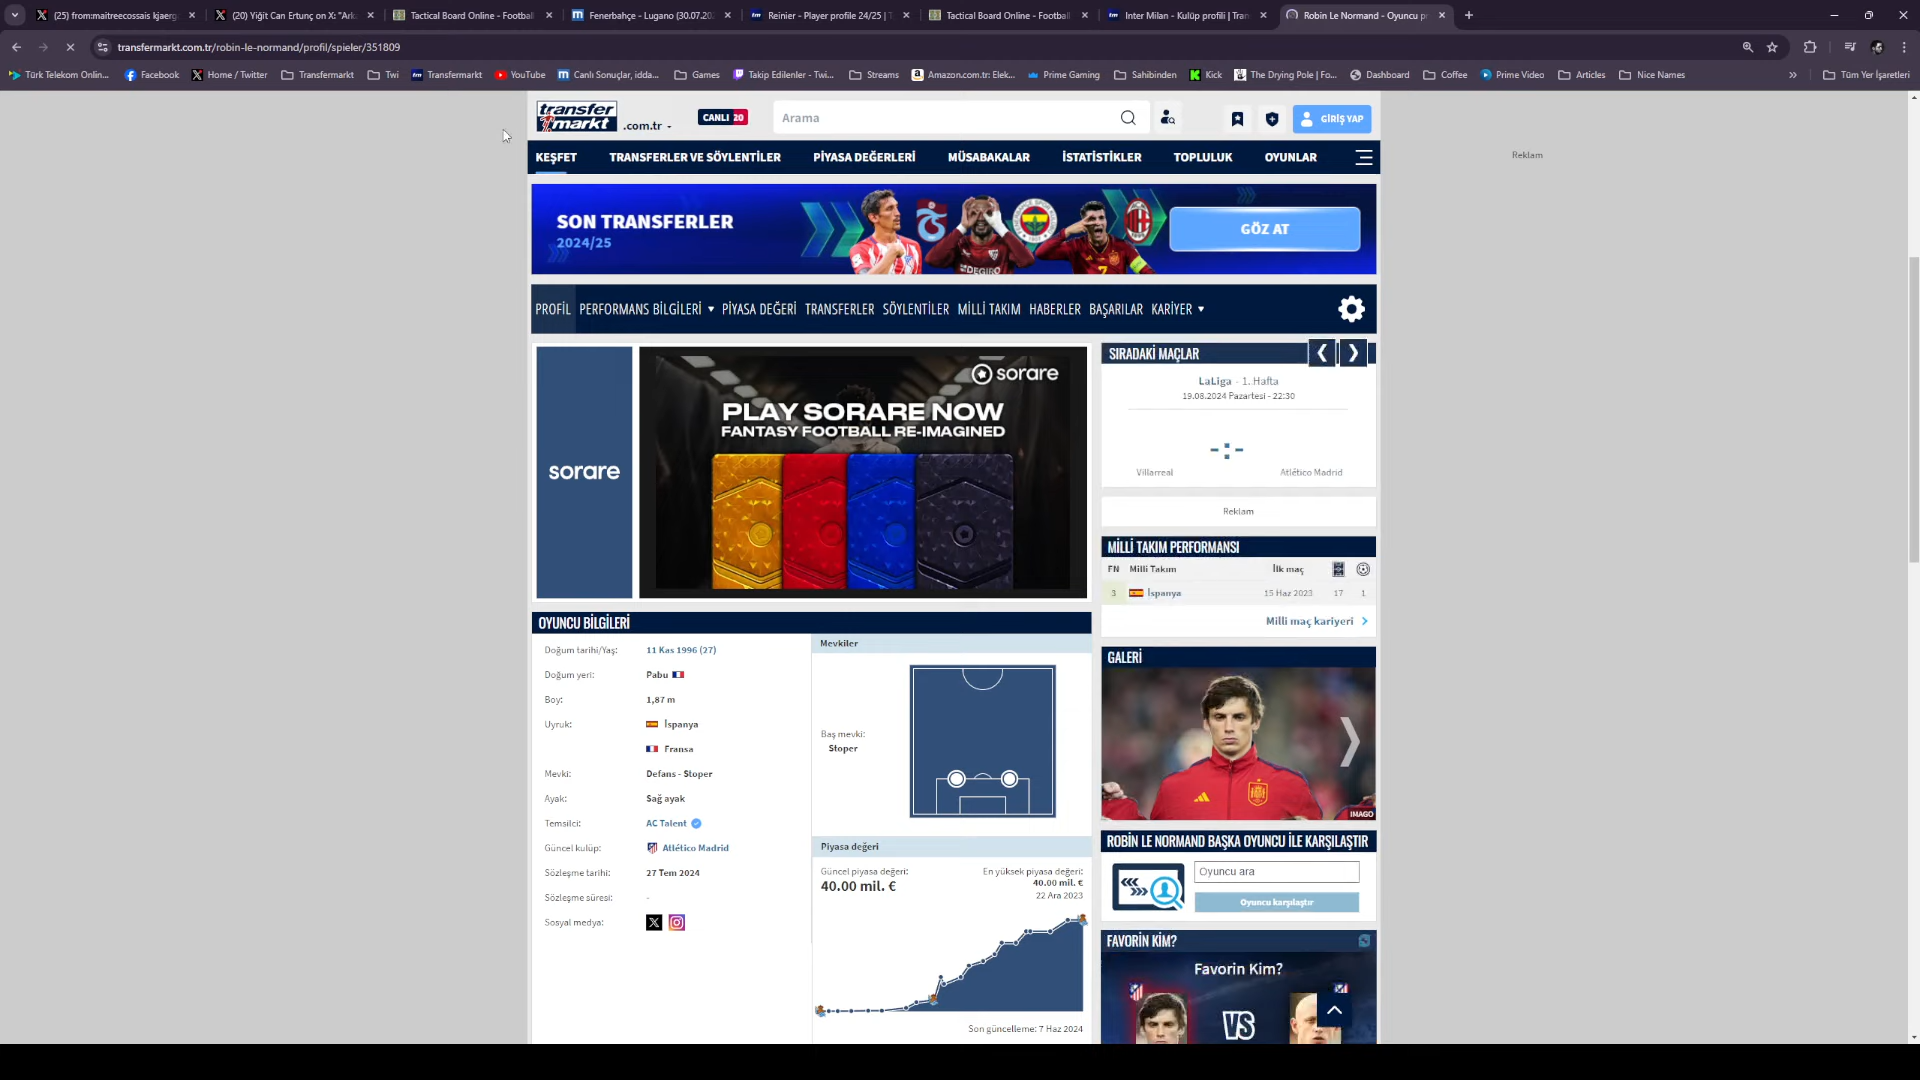 (25) from:maitreecossais kjaerg
(20) Yiğit Can Ertunç on X: "Ark
Tactical Board Online - Footbal
Fenerbahçe - Lugano (30.07.20
Reinier - Player profile 24/25 | T
Tactical Board Online - Footbal
Inter Milan - Kulüp profili | Tran
Robin Le Normand - Oyuncu p
transfermarkt.com.tr/robin-le-normand/profil/spieler/351809
Türk Telekom Onlin...
Facebook
Home / Twitter
Transfermarkt
Twi
Transfermarkt
YouTube
Canlı Sonuçlar, idda...
Games
Takip Edilenler - Twi...
Streams
Amazon.com.tr: Elek...
Prime Gaming
Sahibinden
Kick
The Drying Pole | Fo...
Dashboard
Coffee
Prime Video
Articles
Nice Names
Tüm Yer İşaretleri
transfer
markt
.com.tr
CANLI 20
Arama
GİRİŞ YAP
KEŞFET
TRANSFERLER VE SÖYLENTİLER
PİYASA DEĞERLERİ
MÜSABAKALAR
İSTATİSTİKLER
TOPLULUK
OYUNLAR
Reklam
SON TRANSFERLER
2024/25
GÖZ AT
PROFİL
PERFORMANS BİLGİLERİ
PİYASA DEĞERİ
TRANSFERLER
SÖYLENTİLER
MİLLİ TAKIM
HABERLER
BAŞARILAR
KARİYER
sorare
sorare
PLAY SORARE NOW
FANTASY FOOTBALL RE-IMAGINED
SIRADAKİ MAÇLAR
LaLiga - 1. Hafta
19.08.2024 Pazartesi - 22:30
-:-
Villarreal
Atlético Madrid
Reklam
MİLLİ TAKIM PERFORMANSI
FN Milli Takım İlk maç
3 İspanya 15 Haz 2023 17 1
Milli maç kariyeri
GALERİ
IMAGO
OYUNCU BİLGİLERİ
Doğum tarihi/Yaş: 11 Kas 1996 (27)
Doğum yeri: Pabu
Boy: 1,87 m
Uyruk: İspanya
Fransa
Mevki: Defans - Stoper
Ayak: Sağ ayak
Temsilci: AC Talent
Güncel kulüp: Atlético Madrid
Sözleşme tarihi: 27 Tem 2024
Sözleşme süresi: -
Sosyal medya:
Mevkiler
Baş mevki:
Stoper
Piyasa değeri
Güncel piyasa değeri:
40.00 mil. €
En yüksek piyasa değeri:
40.00 mil. €
22 Ara 2023
Son güncelleme: 7 Haz 2024
ROBİN LE NORMAND BAŞKA OYUNCU İLE KARŞILAŞTIR
Oyuncu ara
Oyuncu karşılaştır
FAVORİN KİM?
Favorin Kim?
VS